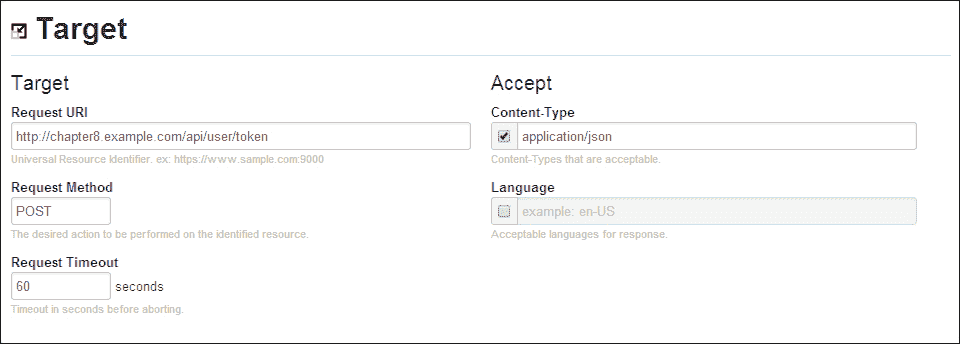 Target
Target
Request URI
http://chapter8.example.com/api/user/token
Universal Resource Identifier. ex: https://www.sample.com:9000
Request Method
POST
The desired action to be performed on the identified resource.
Request Timeout
60 seconds
Timeout in seconds before aborting.
Accept
Content-Type
application/json
Content-Types that are acceptable.
Language
example: en-US
Acceptable languages for response.